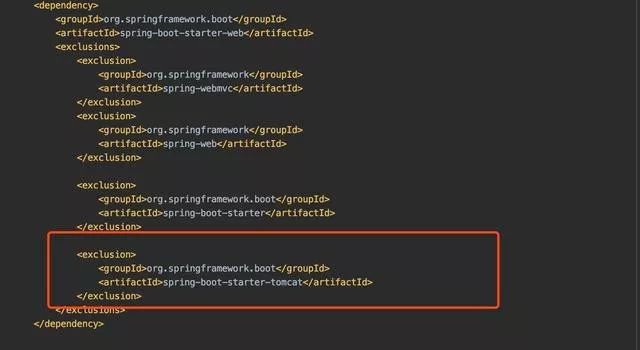 <dependency>
<groupId>org.springframework.boot</groupId>
<artifactId>spring-boot-starter-web</artifactId>
<exclusions>
<exclusion>
<groupId>org.springframework</groupId>
<artifactId>spring-webmvc</artifactId>
</exclusion>
<exclusion>
<groupId>org.springframework</groupId>
<artifactId>spring-web</artifactId>
</exclusion>
<exclusion>
<groupId>org.springframework.boot</groupId>
<artifactId>spring-boot-starter</artifactId>
</exclusion>
<exclusion>
<groupId>org.springframework.boot</groupId>
<artifactId>spring-boot-starter-tomcat</artifactId>
</exclusion>
</exclusions>
</dependency>